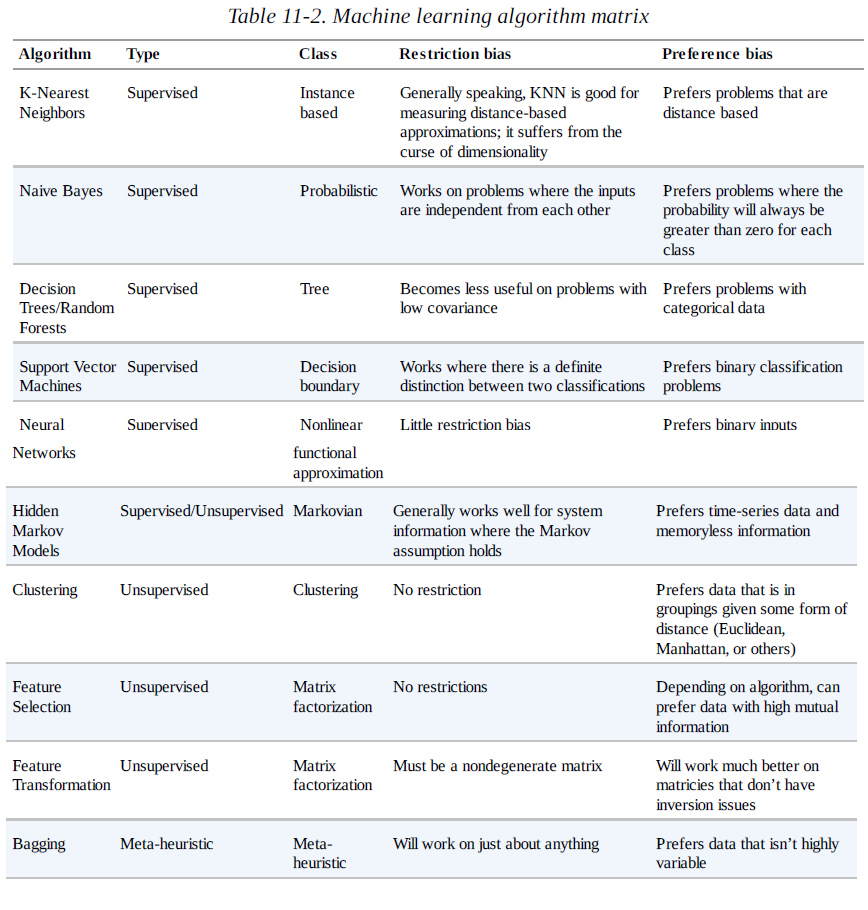 Table 11-2. Machine learning algorithm matrix
Algorithm Type Class Restriction bias Preference bias
K-Nearest Supervised Instance Generally speaking, KNN is good for Prefers problems that are
Neighbors based measuring distance-based distance based
approximations; it suffers from the
curse of dimensionality
Naive Bayes Supervised Probabilistic Works on problems where the inputs Prefers problems where the
are independent from each other probability will always be
greater than zero for each
class
Decision Supervised Tree Becomes less useful on problems with Prefers problems with
Trees/Random low covariance categorical data
Forests
Support Vector Supervised Decision Works where there is a definite Prefers binary classification
Machines boundary distinction between two classifications problems
Neural Supervised Nonlinear Little restriction bias Prefers binary inputs
Networks functional
approximation
Hidden Supervised/Unsupervised Markovian Generally works well for system Prefers time-series data and
Markov information where the Markov memoryless information
Models assumption holds
Clustering Unsupervised Clustering No restriction Prefers data that is in
groupings given some form of
distance (Euclidean,
Manhattan, or others)
Feature Unsupervised Matrix No restrictions Depending on algorithm, can
Selection factorization prefer data with high mutual
information
Feature Unsupervised Matrix Must be a nondegenerate matrix Will work much better on
Transformation factorization matricies that don’t have
inversion issues
Bagging Meta-heuristic Meta- Will work on just about anything Prefers data that isn’t highly
heuristic variable